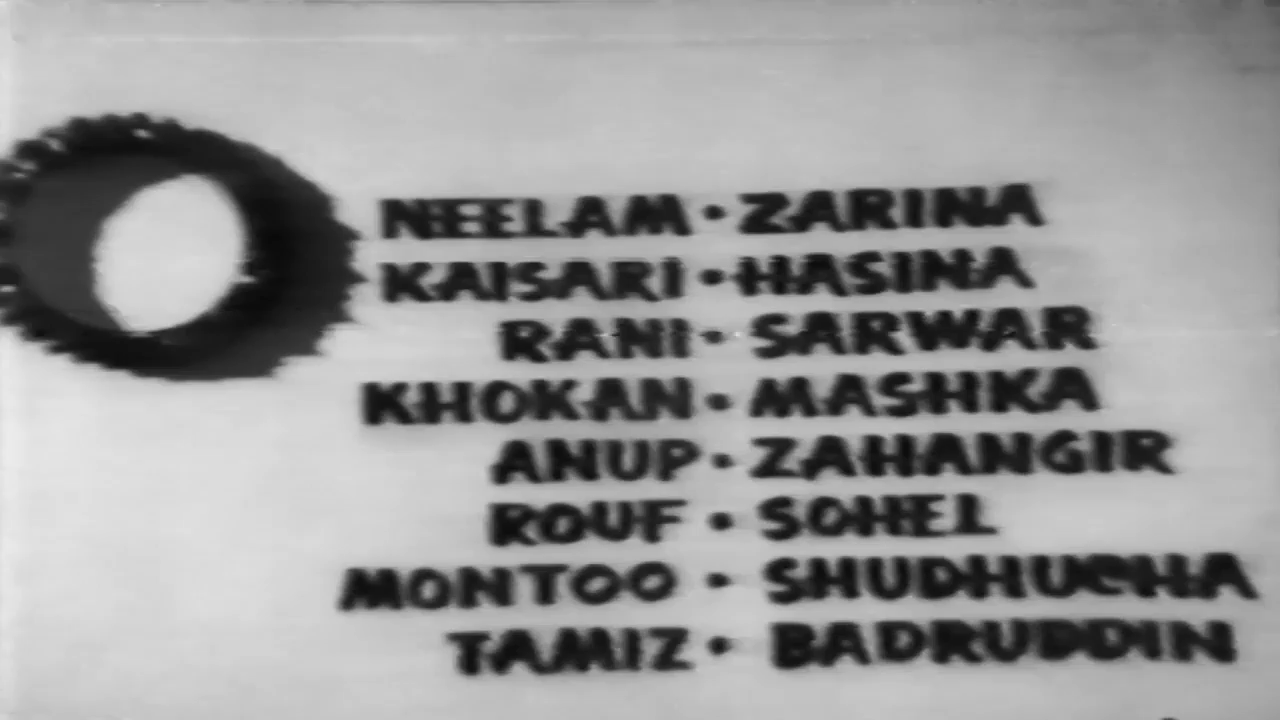 NEELAM • ZARINA
KAISARI • HASINA
RANI • SARWAR
KHOKAN • MASHKA
ANUP • ZAHANGIR
ROUF • SOHEL
MONTOO • SHUDHUCHA
TAMIZ • BADRUDDIN